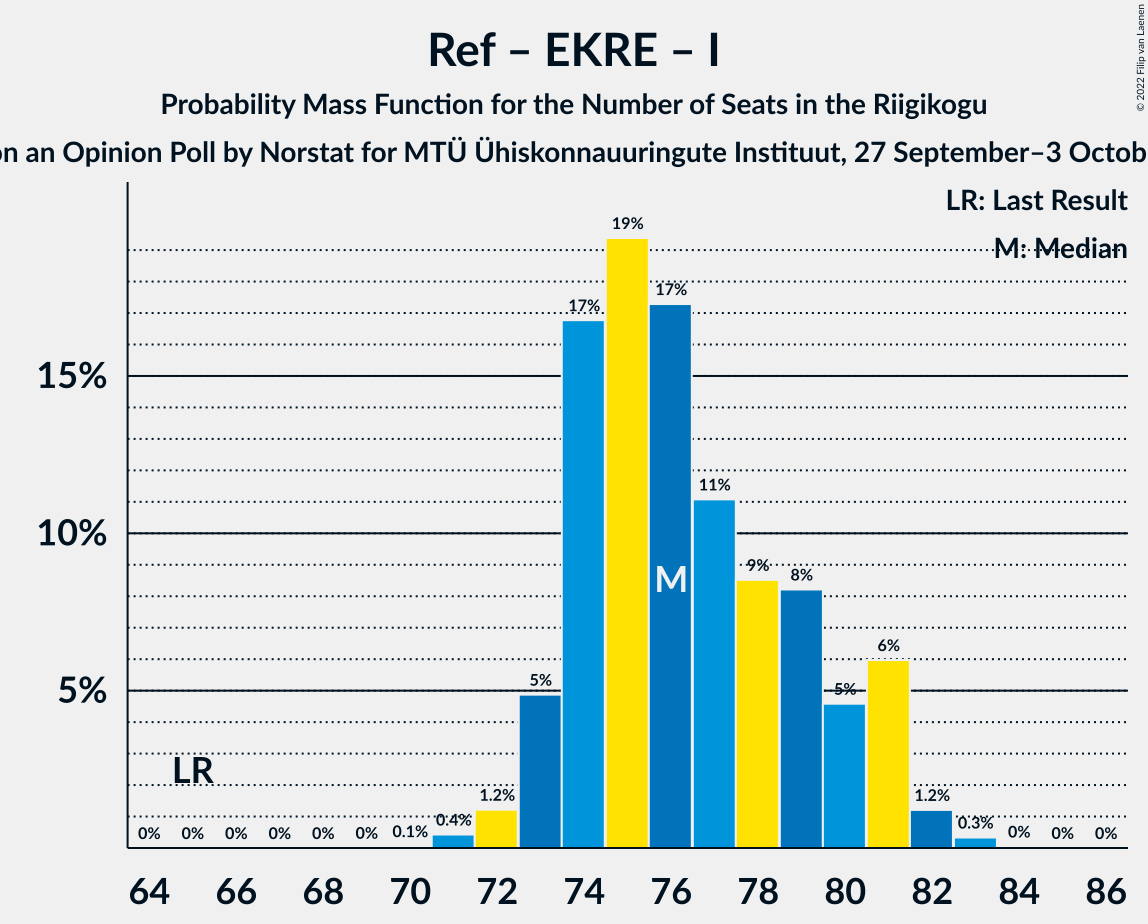 Ref – EKRE – I
Probability Mass Function for the Number of Seats in the Riigikogu
on an Opinion Poll by Norstat for MTÜ Ühiskonnauuringute Instituut, 27 September–3 Octob
© 2022 Filip van Laenen
LR: Last Result
M: Median
19%
17%
17%
15%
11%
10%
9%
8%
M
6%
5%
5%
5%
LR
1.2%
1.2%
0% 0% 0% 0% 0% 0% 0.1% 0.4% 0.3% 0% 0% 0%
64 66 68 70 72 74 76 78 80 82 84 86